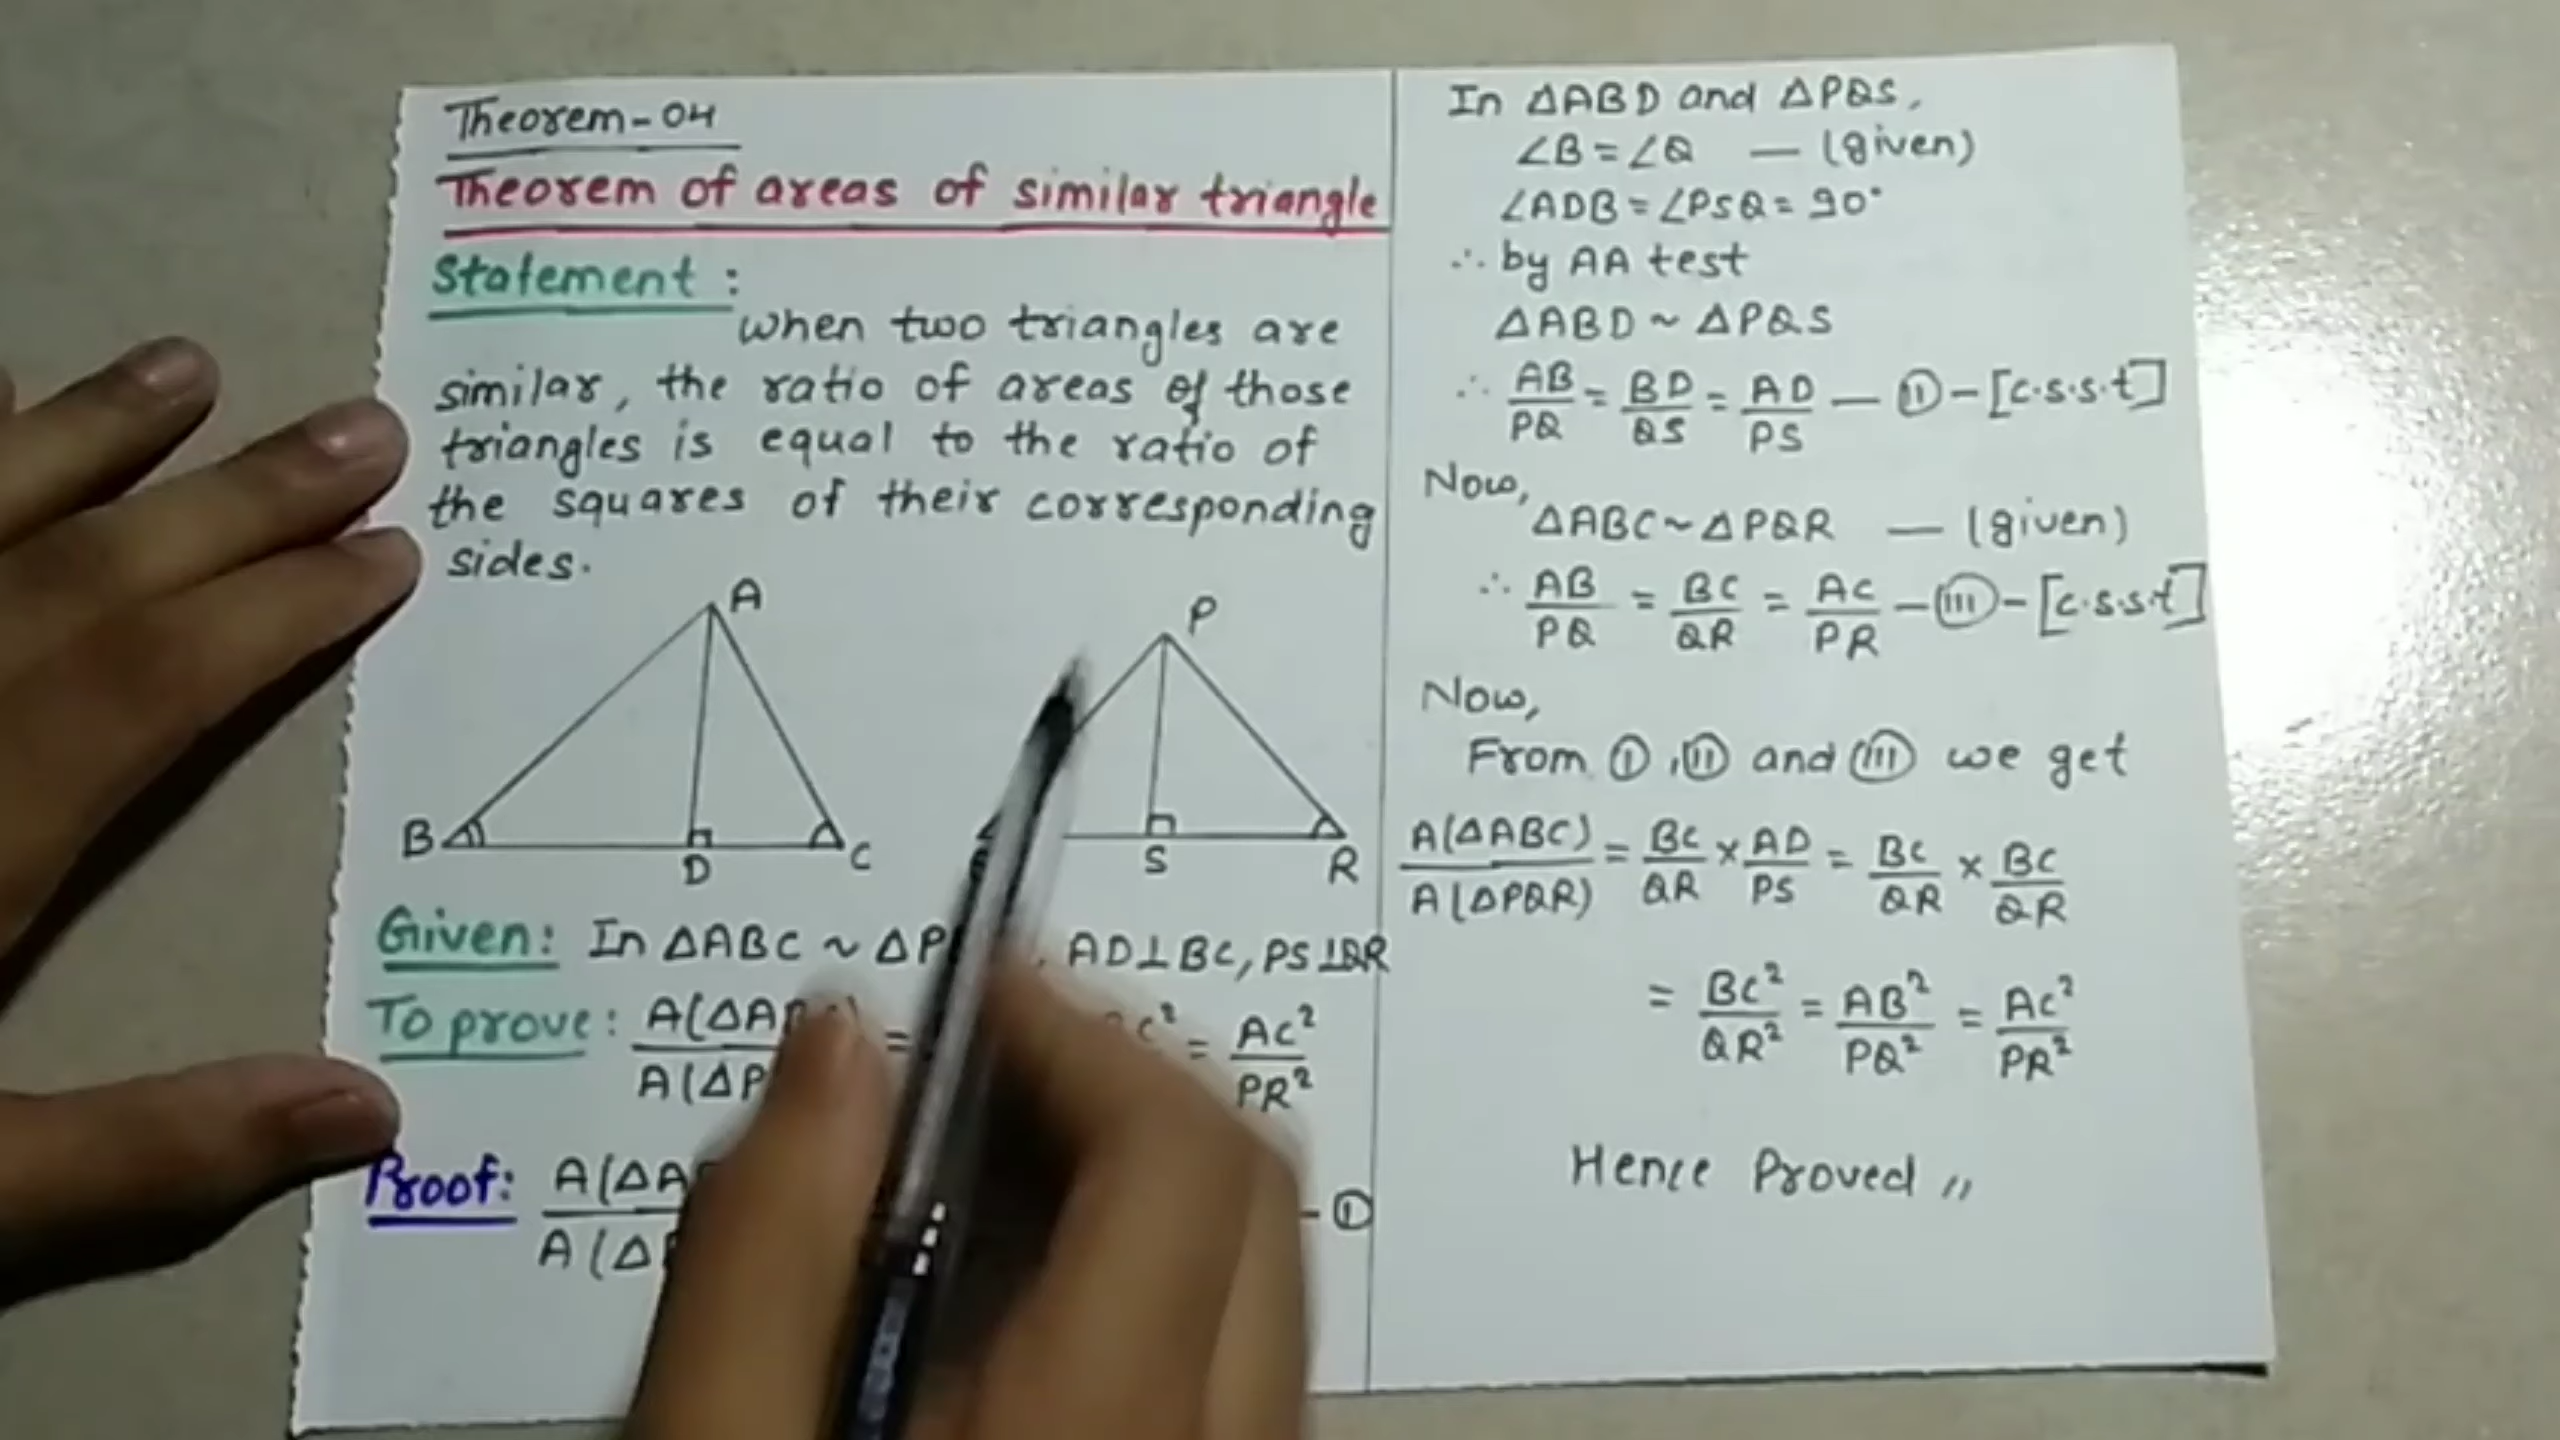 Theorem-04
Theorem of areas of similar triangle
Statement:
When two triangles are
similar, the ratio of areas of those
triangles is equal to the ratio of
the squares of their corresponding
sides.
A
P
B
D
C
S
R
Given: In ΔABC ~ ΔP , AD⊥BC, PS⊥QR
To prove: A(ΔAB ) / A(ΔP = C² = AC²/PR²
Proof: A(ΔA / A(Δ - Ⓘ
In ΔABD and ΔPQS,
∠B = ∠Q — (given)
∠ADB = ∠PSQ = 90°
∴ by AA test
ΔABD ~ ΔPQS
∴ AB/PQ = BD/QS = AD/PS — Ⅱ - [c.s.s.t]
Now,
ΔABC ~ ΔPQR — (given)
∴ AB/PQ = BC/QR = AC/PR — Ⅲ - [c.s.s.t]
Now,
From Ⓘ, Ⅱ and Ⅲ we get
A(ΔABC)/A(ΔPQR) = BC/QR × AD/PS = BC/QR × BC/QR
= BC²/QR² = AB²/PQ² = AC²/PR²
Hence Proved,,